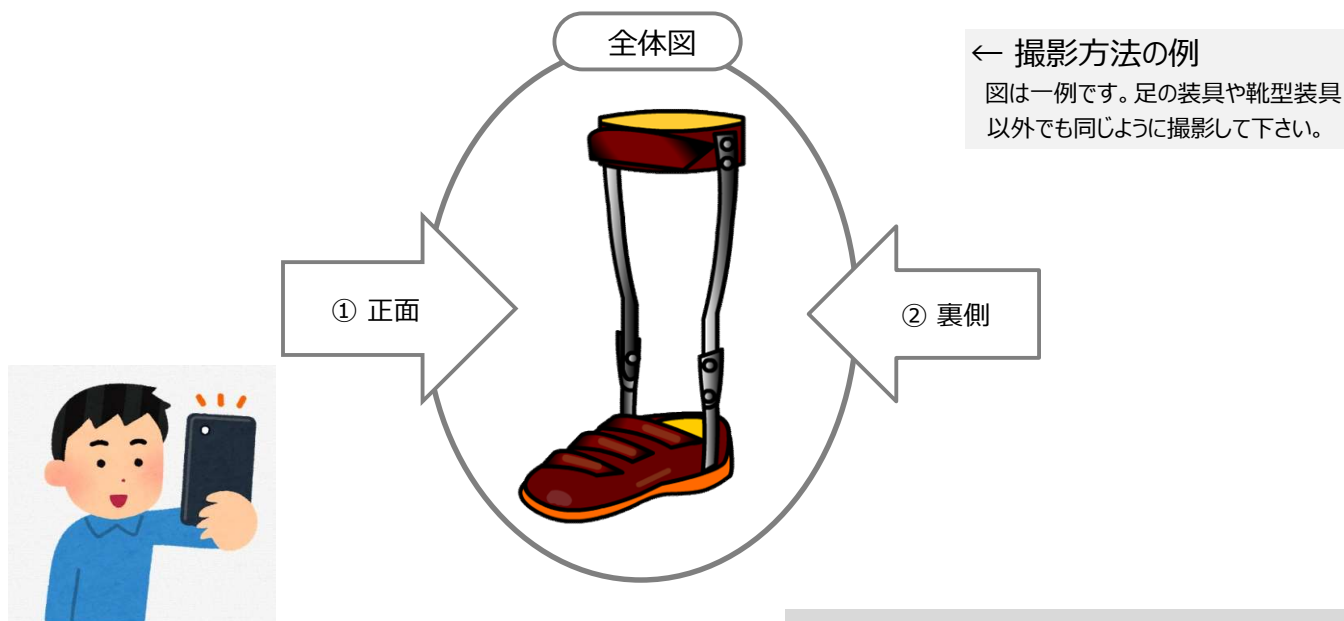 全体図
← 撮影方法の例
図は一例です。足の装具や靴型装具
以外でも同じように撮影して下さい。
① 正面
② 裏側